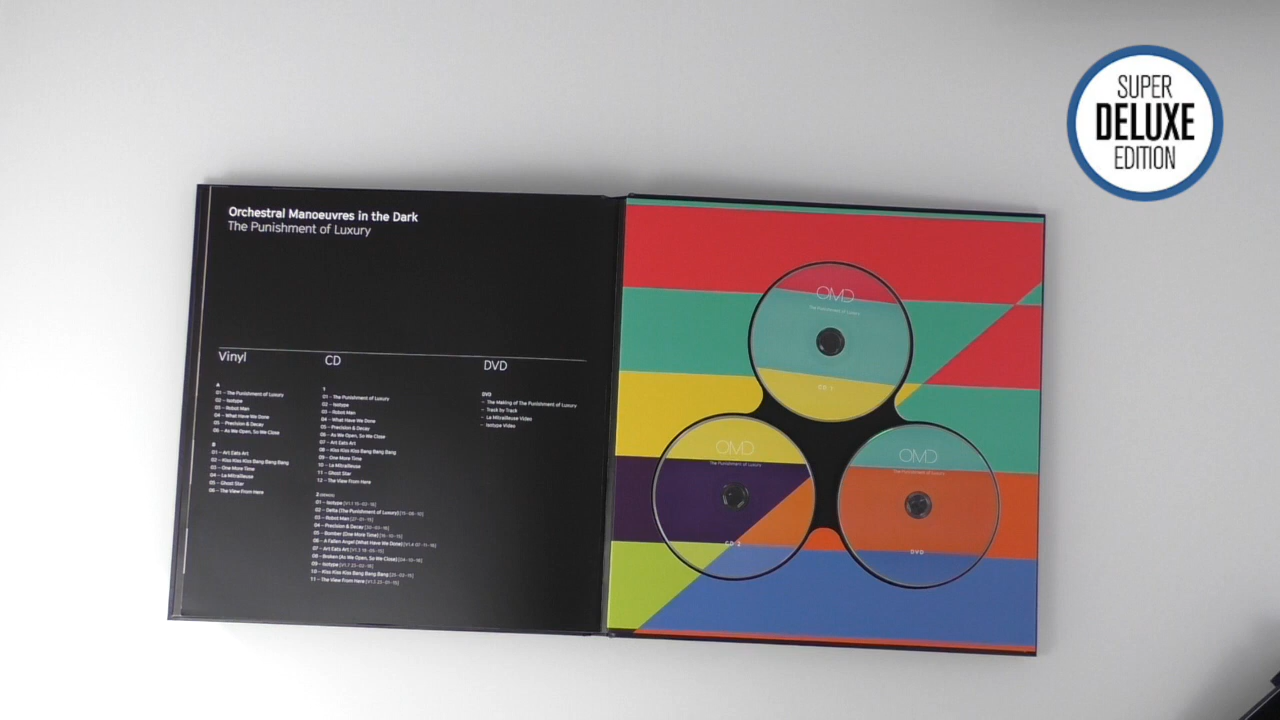 SUPER
DELUXE
EDITION
Orchestral Manoeuvres in the Dark
The Punishment of Luxury
Vinyl
A
01 – The Punishment of Luxury
02 – Isotype
03 – Robot Man
04 – What Have We Done
05 – Precision & Decay
06 – As We Open, So We Close
B
01 – Art Eats Art
02 – Kiss Kiss Kiss Bang Bang Bang
03 – One More Time
04 – La Mitrailleuse
05 – Ghost Star
06 – The View From Here
CD
1
01 – The Punishment of Luxury
02 – Isotype
03 – Robot Man
04 – What Have We Done
05 – Precision & Decay
06 – As We Open, So We Close
07 – Art Eats Art
08 – Kiss Kiss Kiss Bang Bang Bang
09 – One More Time
10 – La Mitrailleuse
11 – Ghost Star
12 – The View From Here
2 (DEMOS)
01 – Isotype
02 – Delta (The Punishment of Luxury)
03 – Robot Man
04 – Precision & Decay
05 – Bomber (One More Time)
06 – A Fallen Angel (What Have We Done)
07 – Art Eats Art
08 – Broken (As We Open, So We Close)
09 – Isotype
10 – Kiss Kiss Kiss Bang Bang Bang
11 – The View From Here
DVD
DVD
– The Making of The Punishment of Luxury
– Track by Track
– La Mitrailleuse Video
– Isotype Video
OMD
The Punishment of Luxury
CD 1
OMD
The Punishment of Luxury
CD 2
OMD
The Punishment of Luxury
DVD